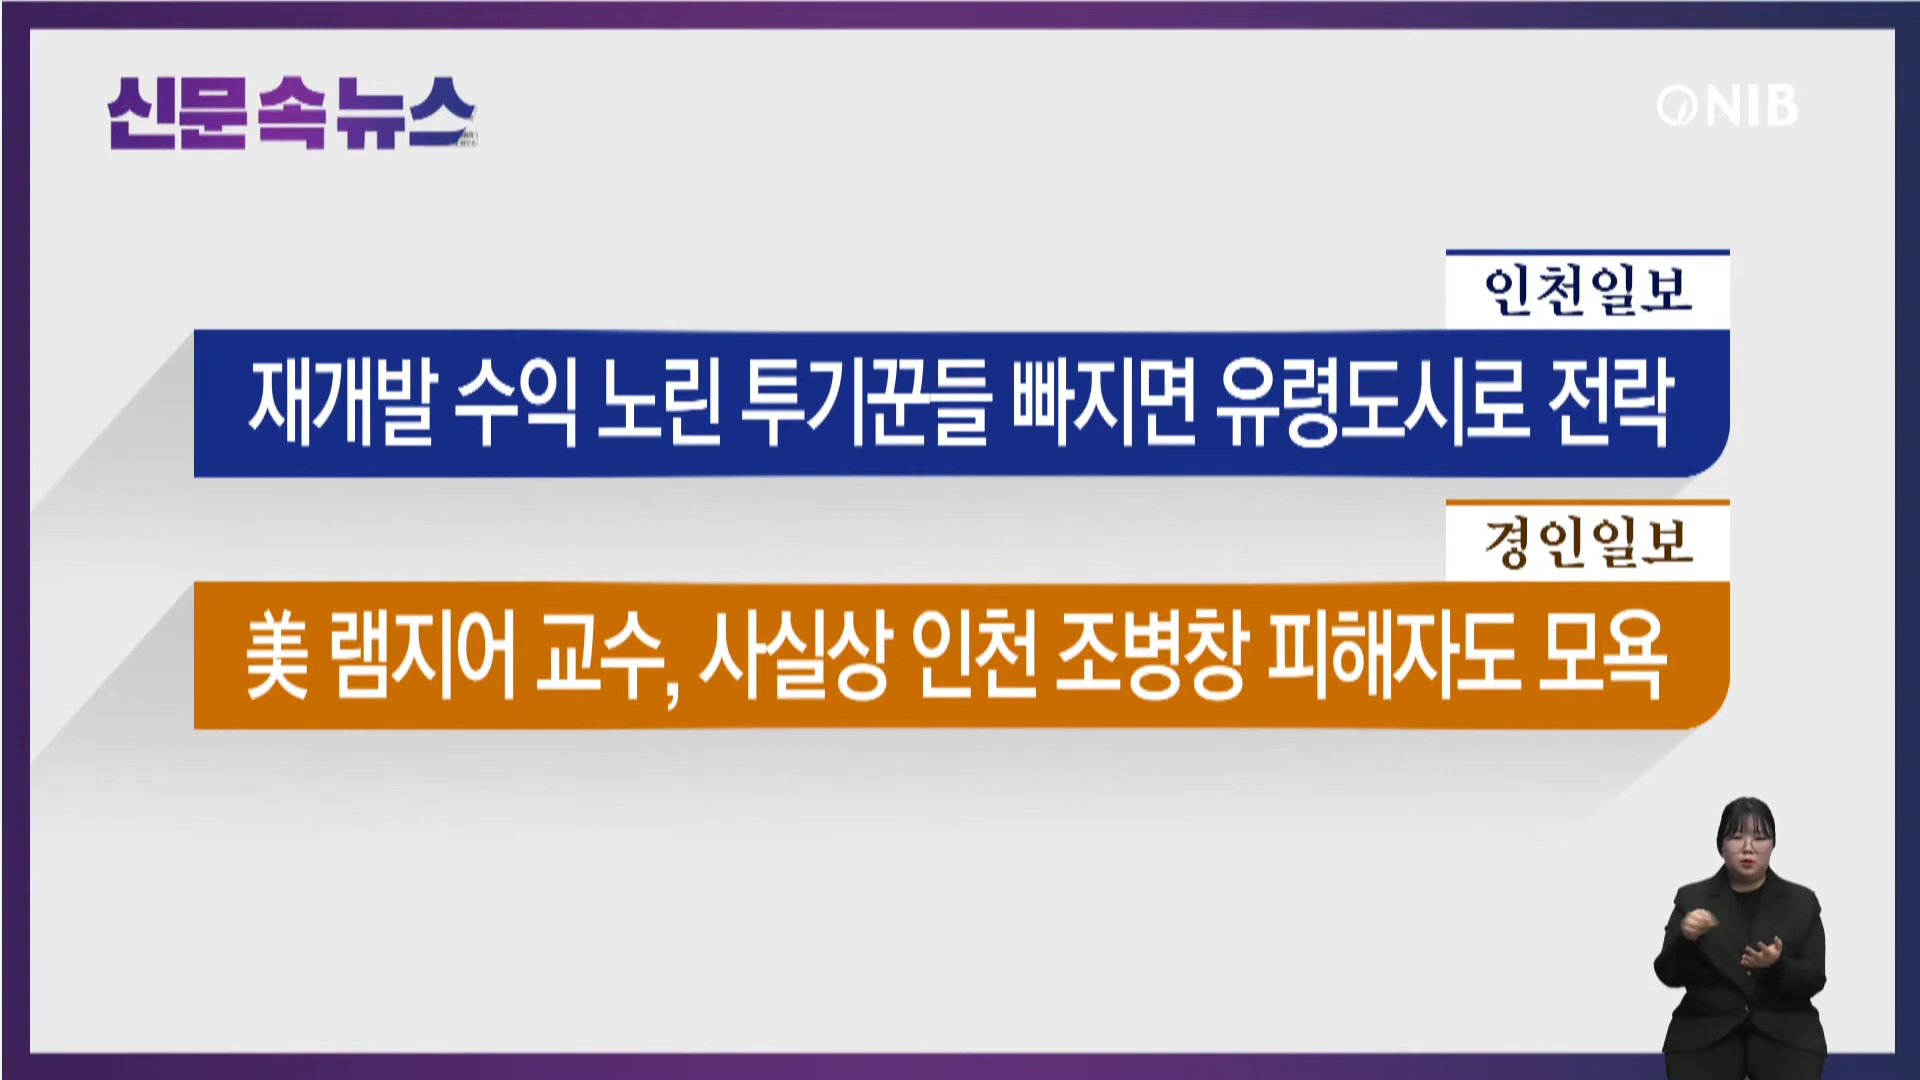 신문 속 뉴스
NIB
인천일보
재개발 수익 노린 투기꾼들 빠지면 유령도시로 전락
경인일보
美 램지어 교수, 사실상 인천 조병창 피해자도 모욕